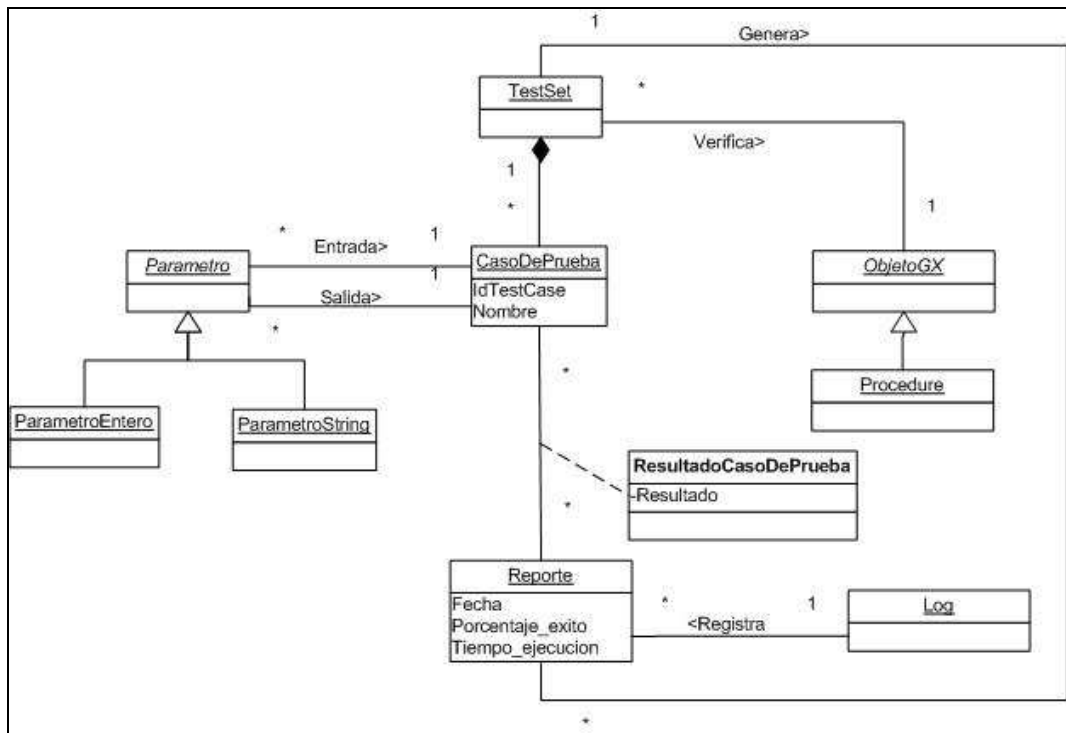 1
Genera>
TestSet
*
Verifica>
1
*
1
*
Entrada>
1
Parametro
CasoDePrueba
ObjetoGX
1
Salida>
IdTestCase
Nombre
*
*
Procedure
ParametroEntero
ParametroString
ResultadoCasoDePrueba
-Resultado
*
Reporte
Fecha
Porcentaje_exito
Tiempo_ejecucion
*
1
<Registra
Log
*